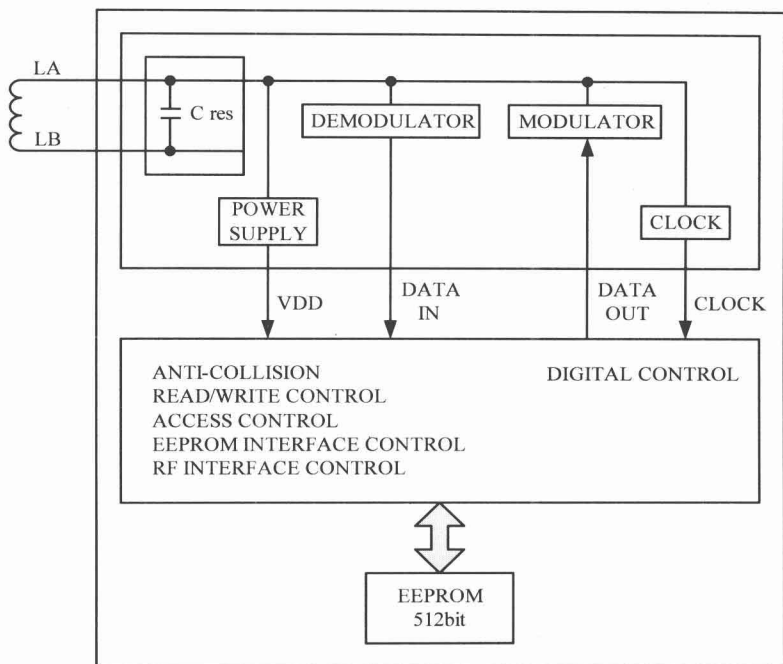 LA
C res
LB
DEMODULATOR
MODULATOR
POWER
SUPPLY
CLOCK
VDD
DATA
IN
DATA
OUT
CLOCK
ANTI-COLLISION
READ/WRITE CONTROL
ACCESS CONTROL
EEPROM INTERFACE CONTROL
RF INTERFACE CONTROL
DIGITAL CONTROL
EEPROM
512bit